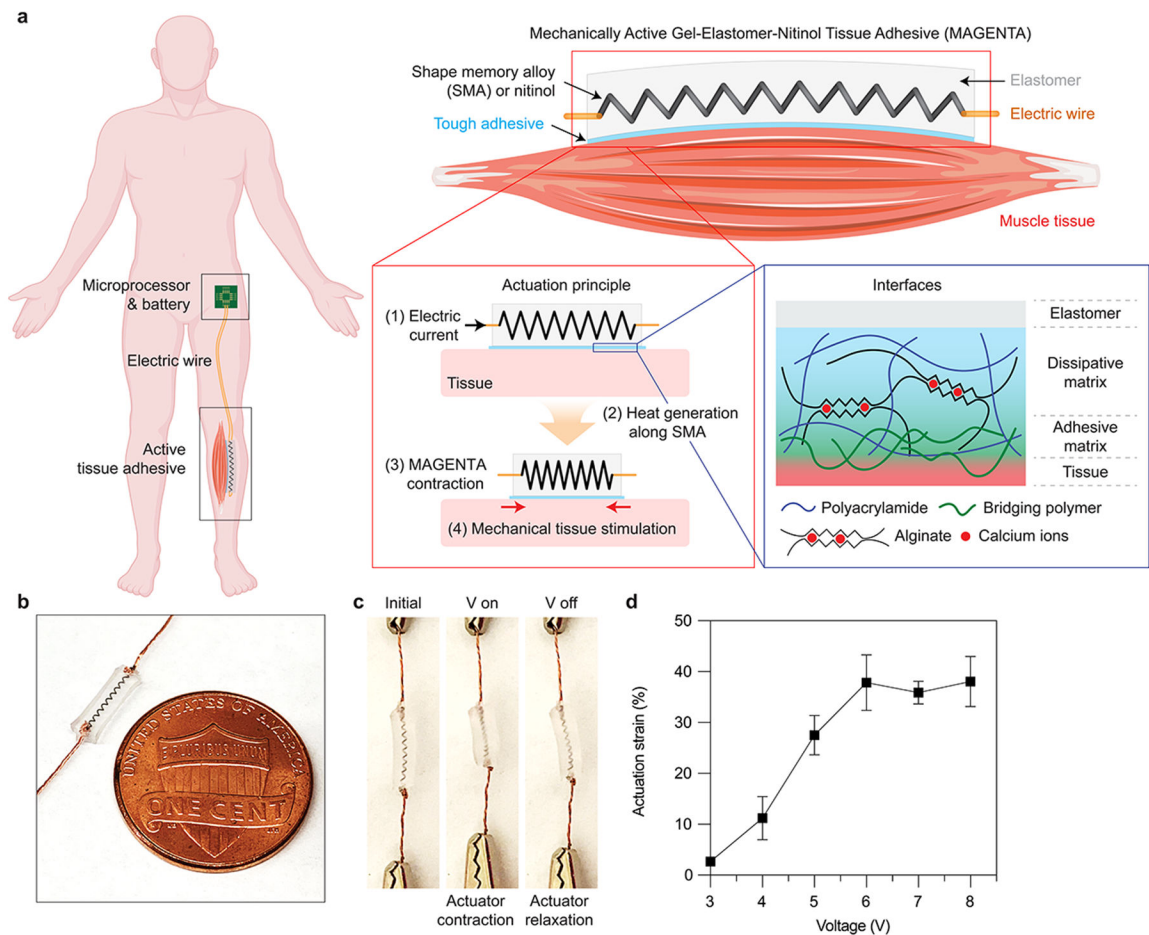 a
Mechanically Active Gel-Elastomer-Nitinol Tissue Adhesive (MAGENTA)
Shape memory alloy
(SMA) or nitinol
Tough adhesive
Elastomer
Electric wire
Muscle tissue
Microprocessor
& battery
Electric wire
Active
tissue adhesive
Actuation principle
(1) Electric
current
Tissue
(2) Heat generation
along SMA
(3) MAGENTA
contraction
(4) Mechanical tissue stimulation
Interfaces
Elastomer
Dissipative
matrix
Adhesive
matrix
Tissue
Polyacrylamide
Bridging polymer
Alginate
Calcium ions
b
UNITED STATES OF AMERICA
E PLURIBUS UNUM
ONE CENT
c
Initial
V on
V off
Actuator
contraction
Actuator
relaxation
d
Actuation strain (%)
50
40
30
20
10
0
3 4 5 6 7 8
Voltage (V)